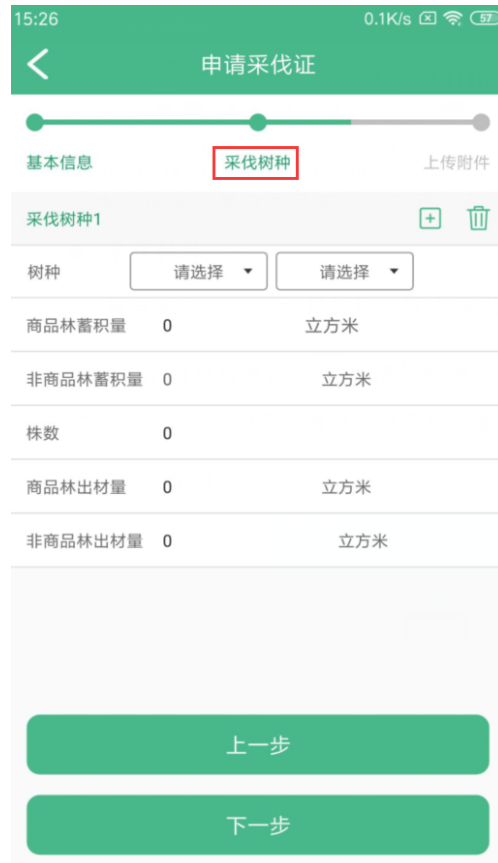 15:26 0.1K/s 57
申请采伐证
基本信息 采伐树种 上传附件
采伐树种1
树种 请选择 请选择
商品林蓄积量 0 立方米
非商品林蓄积量 0 立方米
株数 0
商品林出材量 0 立方米
非商品林出材量 0 立方米
上一步
下一步